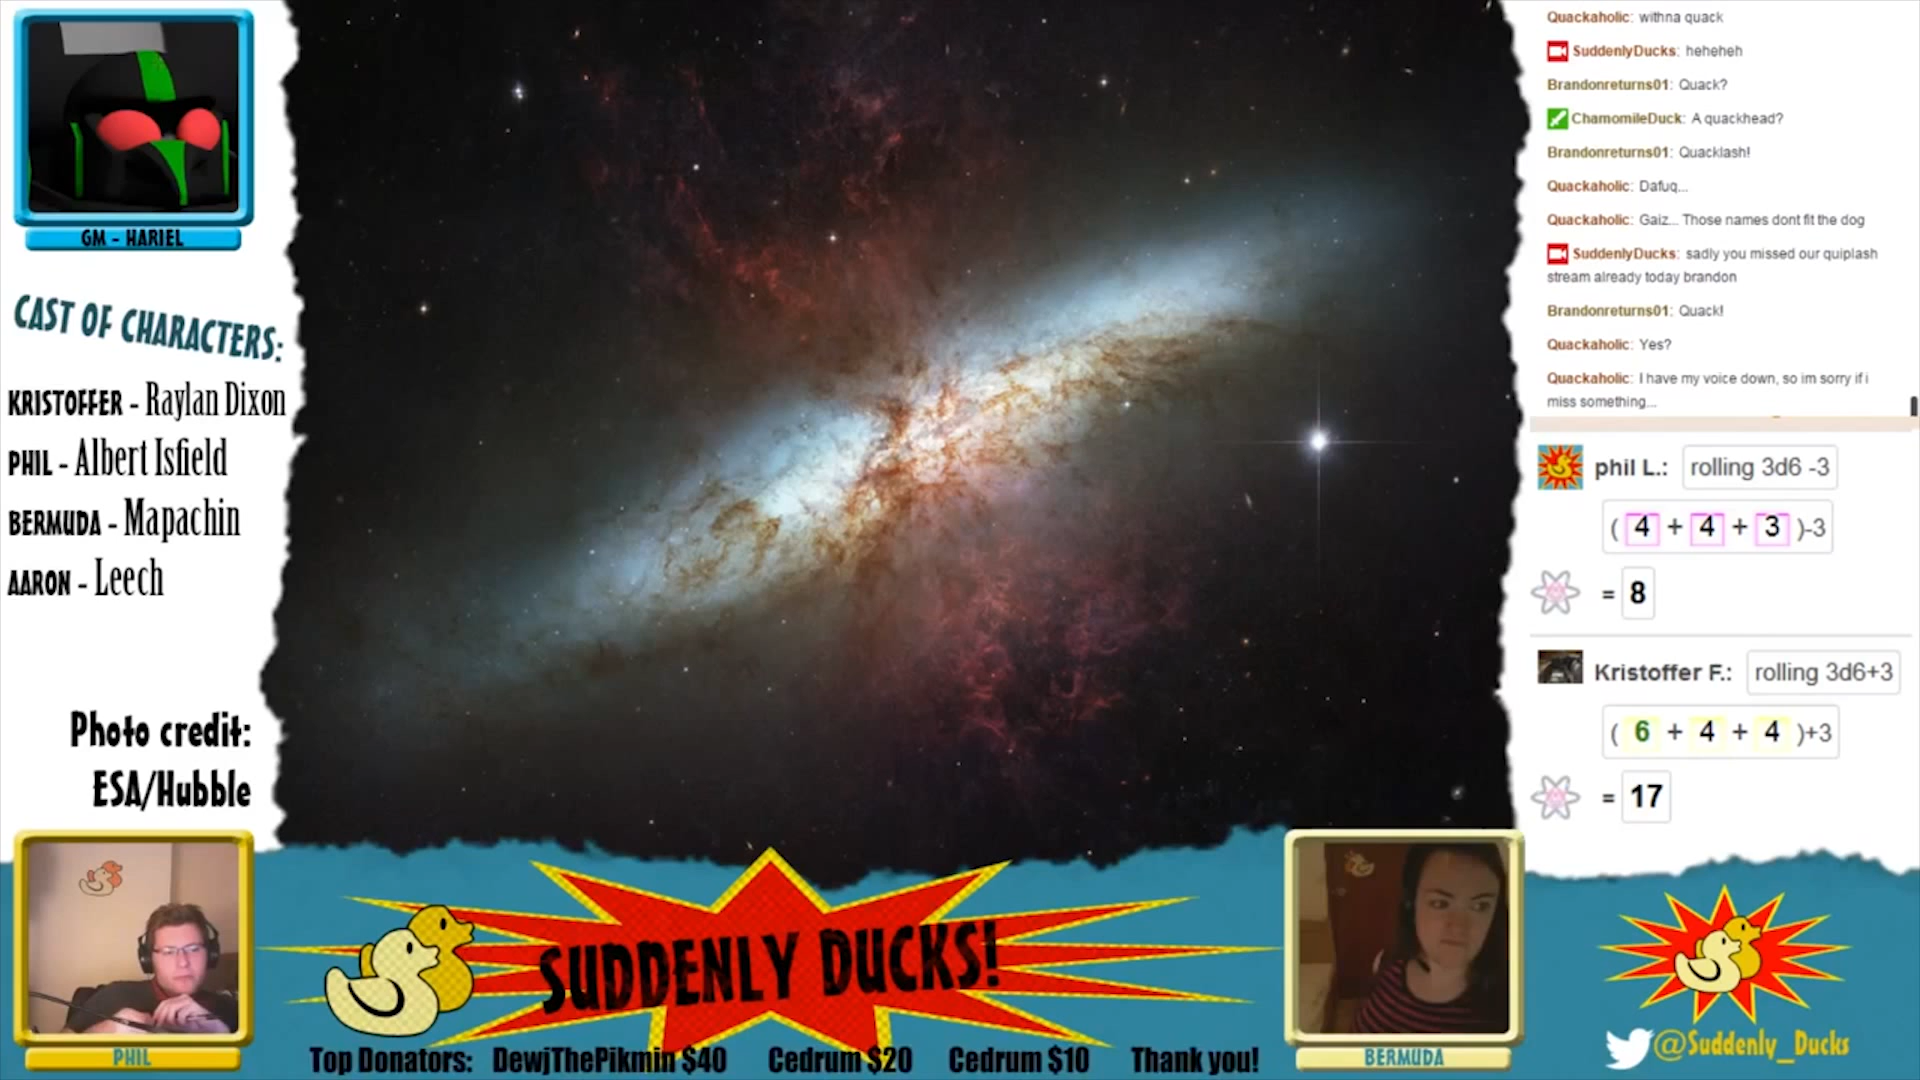 GM - HARIEL
CAST OF CHARACTERS:
KRISTOFFER - Raylan Dixon
PHIL - Albert Isfield
BERMUDA - Mapachin
AARON - Leech
Photo credit:
ESA/Hubble
PHIL
SUDDENLY DUCKS!
Top Donators: DewjThePikmin $40 Cedrum $20 Cedrum $10 Thank you!
BERMUDA
Quackaholic: withna quack
SuddenlyDucks: heheheh
Brandonreturns01: Quack?
ChamomileDuck: A quackhead?
Brandonreturns01: Quacklash!
Quackaholic: Dafuq...
Quackaholic: Gaiz... Those names dont fit the dog
SuddenlyDucks: sadly you missed our quiplash
stream already today brandon
Brandonreturns01: Quack!
Quackaholic: Yes?
Quackaholic: I have my voice down, so im sorry if i
miss something...
phil L.: rolling 3d6 -3
( 4 + 4 + 3 )-3
= 8
Kristoffer F.: rolling 3d6+3
( 6 + 4 + 4 )+3
= 17
@Suddenly_Ducks